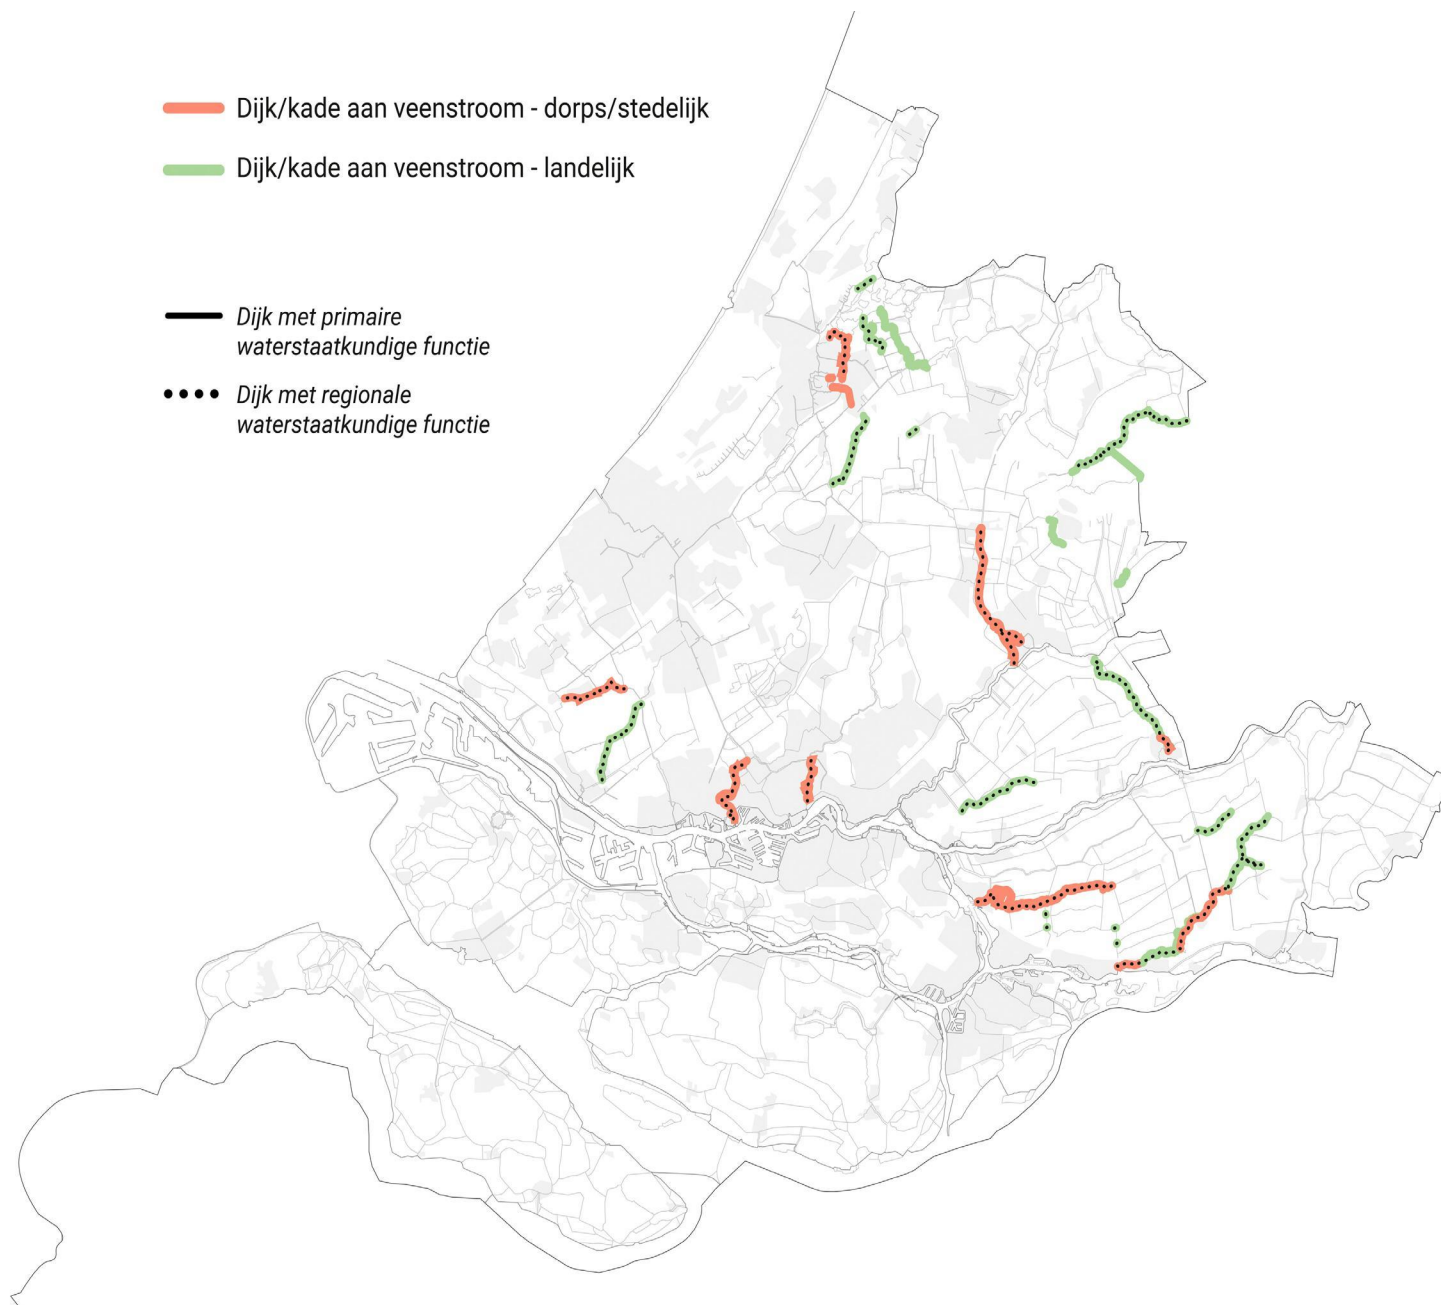 Dijk/kade aan veenstroom - dorps/stedelijk
Dijk/kade aan veenstroom - landelijk
Dijk met primaire
waterstaatkundige functie
Dijk met regionale
waterstaatkundige functie